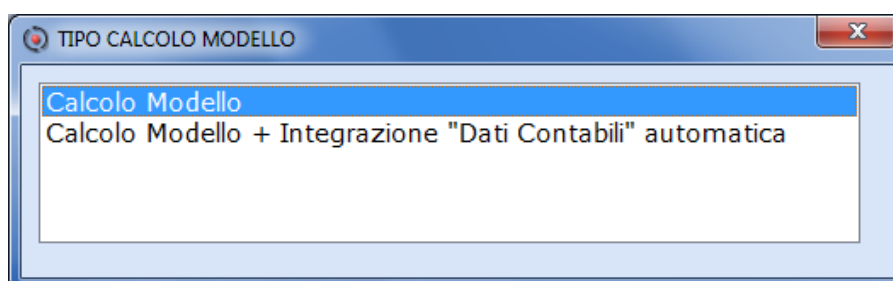 TIPO CALCOLO MODELLO
Calcolo Modello
Calcolo Modello + Integrazione "Dati Contabili" automatica